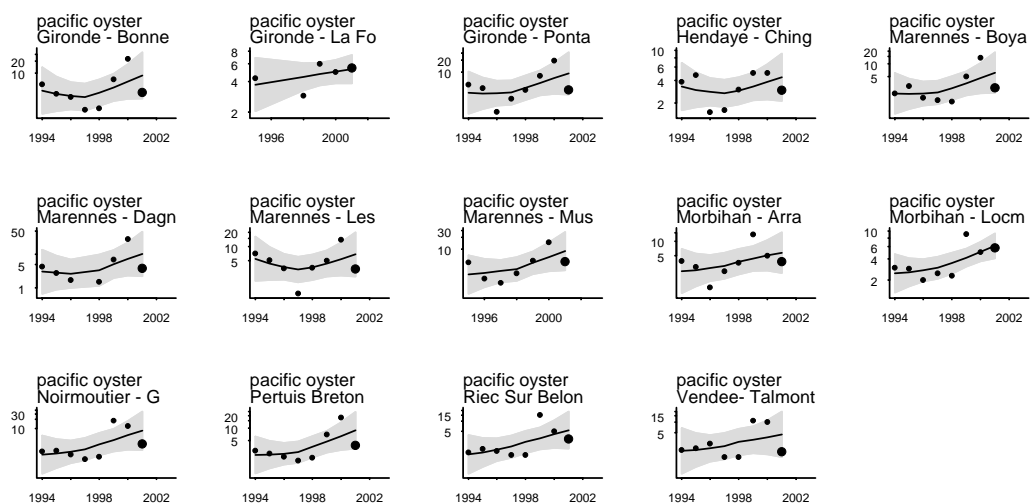 pacific oyster
Gironde - Bonne
20
10
1994 1998 2002
pacific oyster
Gironde - La Fo
8
6
4
2
1996 2000
pacific oyster
Gironde - Ponta
10
1994 1998 2002
pacific oyster
Hendaye - Ching
10
6
4
2
1994 1998 2002
pacific oyster
Marennes - Boya
20
10
5
1994 1998 2002
pacific oyster
Marennes - Dagn
50
5
1
1994 1998 2002
pacific oyster
Marennes - Les
20
10
5
1994 1998 2002
pacific oyster
Marennes - Mus
30
10
1996 2000
pacific oyster
Morbihan - Arra
10
5
1994 1998 2002
pacific oyster
Morbihan - Locm
10
6
4
2
1994 1998 2002
pacific oyster
Noirmoutier - G
30
10
1994 1998 2002
pacific oyster
Pertuis Breton
20
10
5
1994 1998 2002
pacific oyster
Riec Sur Belon
15
5
1994 1998 2002
pacific oyster
Vendee- Talmont
15
5
1994 1998 2002